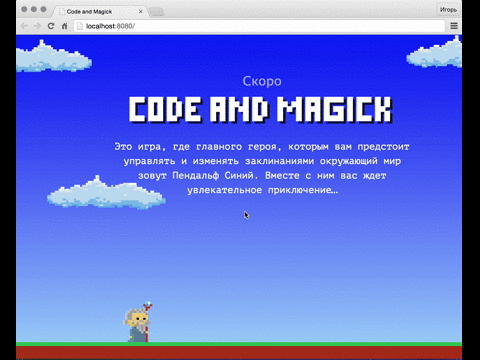 Code and Magick
Игорь
localhost:8080/
Скоро
CODE AND MAGICK
Это игра, где главного героя, которым вам предстоит
управлять и изменять заклинаниями окружающий мир
зовут Пендальф Синий. Вместе с ним вас ждет
увлекательное приключение…